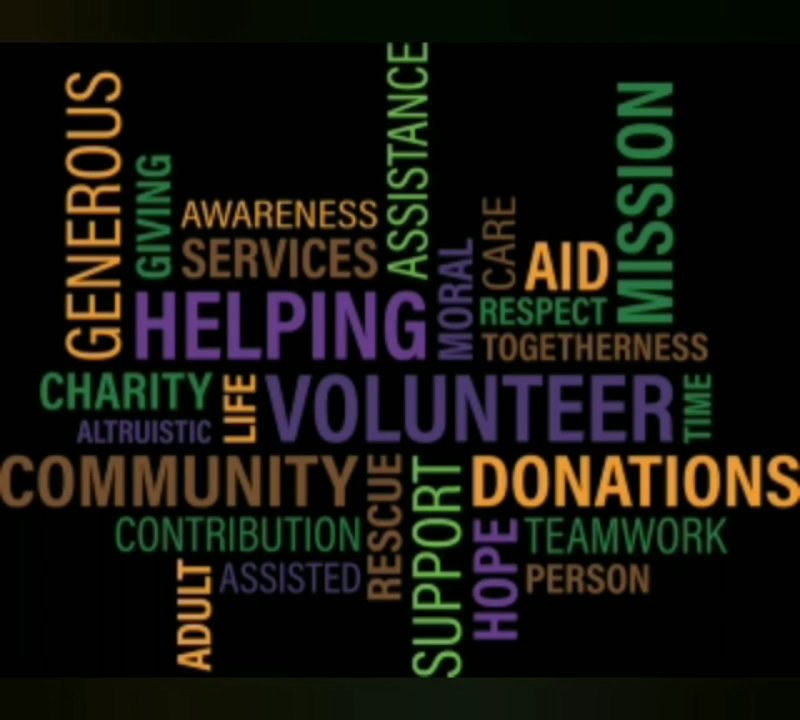 GENEROUS
GIVING
AWARENESS
SERVICES
ASSISTANCE
MISSION
CARE
AID
HELPING
MORAL
RESPECT
TOGETHERNESS
CHARITY
ALTRUISTIC
LIFE
VOLUNTEER
TIME
COMMUNITY
RESCUE
SUPPORT
DONATIONS
CONTRIBUTION
HOPE
TEAMWORK
ADULT
ASSISTED
PERSON